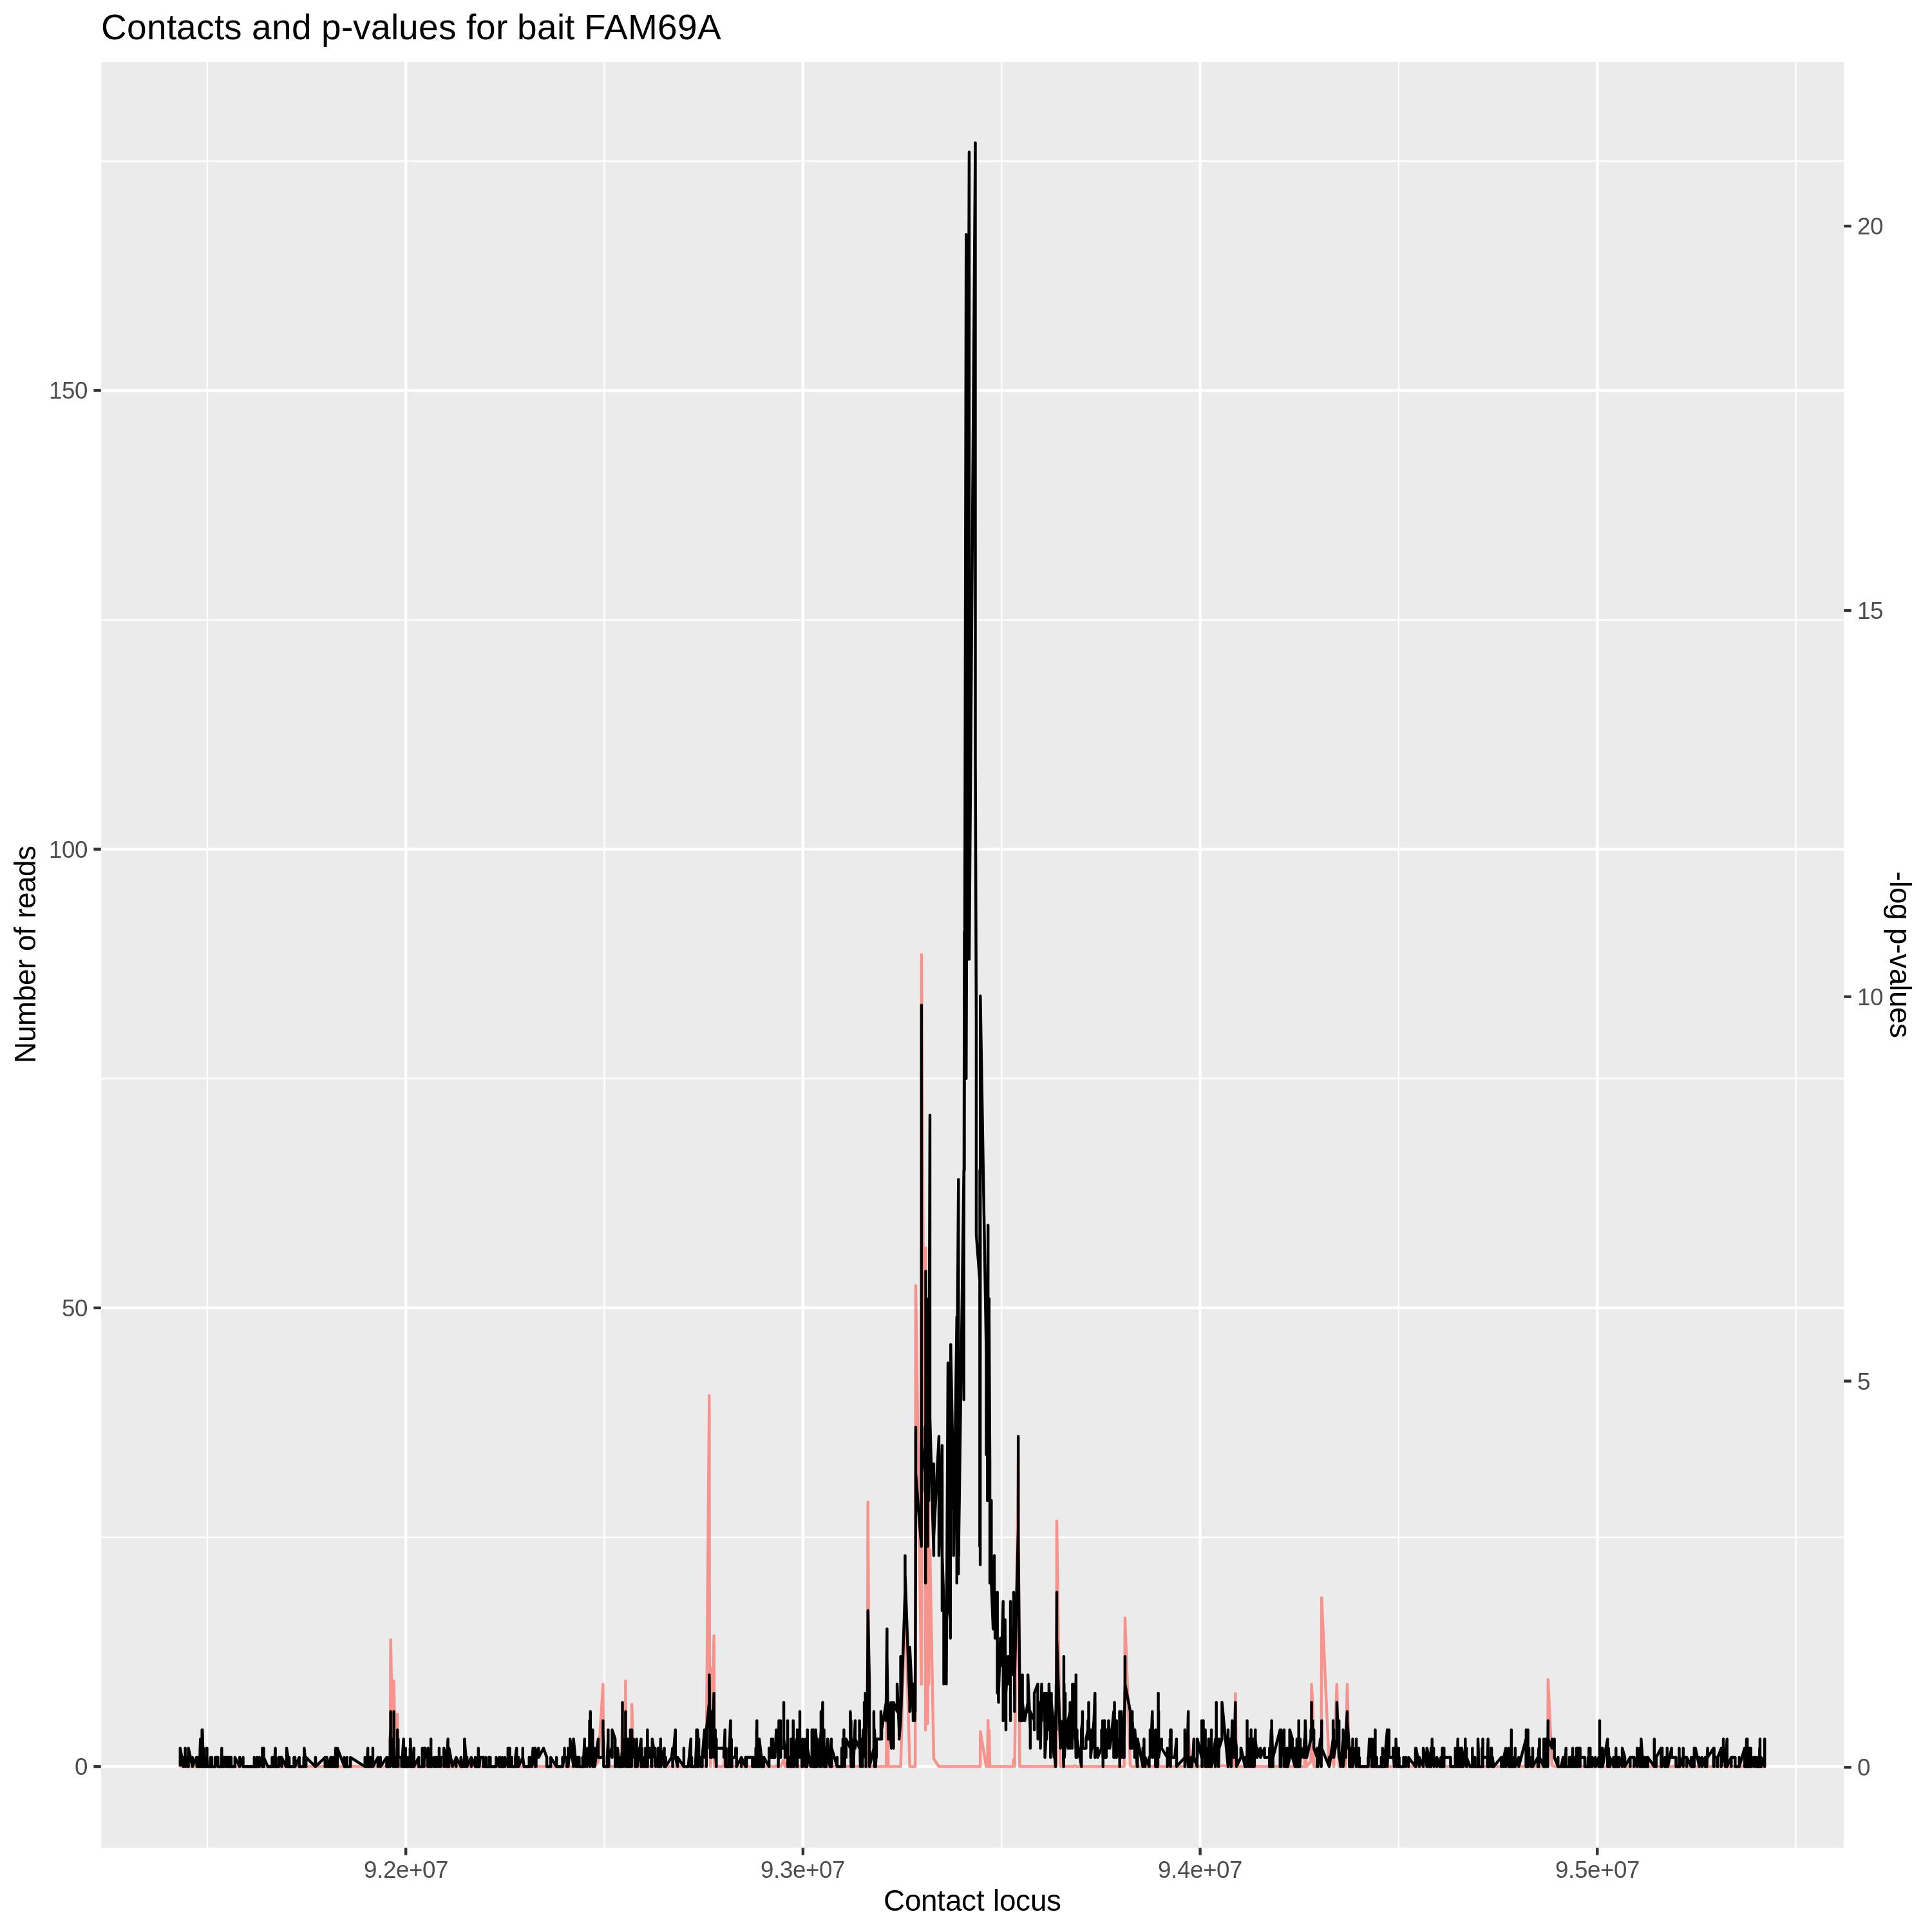 Contacts and p-values for bait FAM69A
Number of reads
150
100
50
0
20
15
10
5
0
-log p-values
9.2e+07
9.3e+07
9.4e+07
9.5e+07
Contact locus